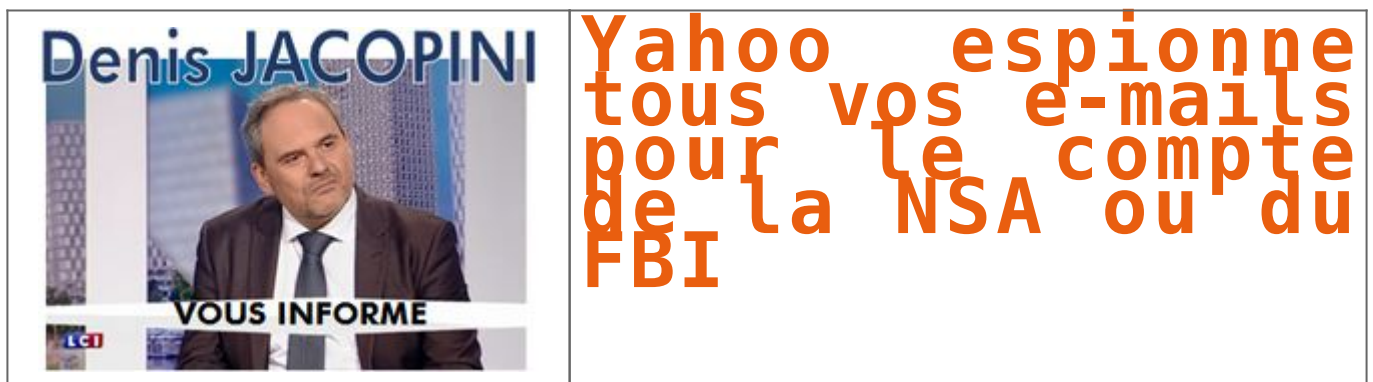 Denis JACOPINI
VOUS INFORME
LCI
Yahoo espionne
tous vos e-mails
pour le compte
de la NSA ou du
FBI